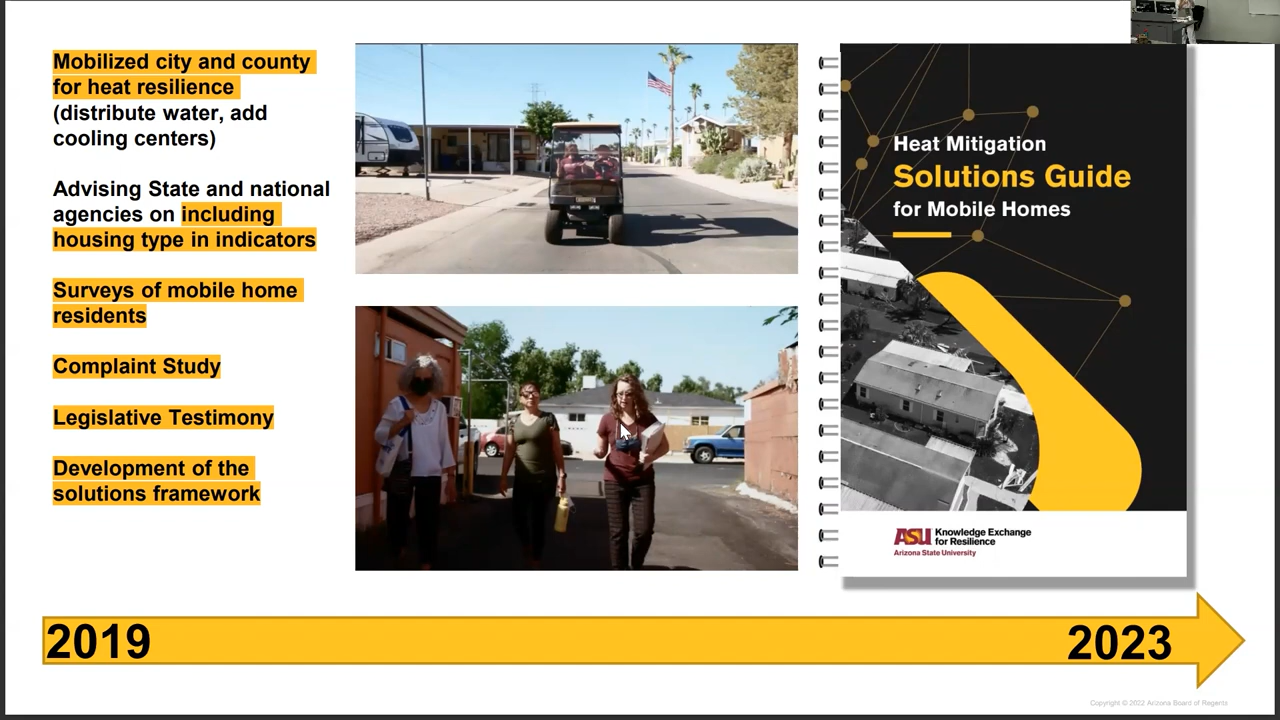 Mobilized city and county
for heat resilience
(distribute water, add
cooling centers)
Advising State and national
agencies on including
housing type in indicators
Surveys of mobile home
residents
Complaint Study
Legislative Testimony
Development of the
solutions framework
Heat Mitigation
Solutions Guide
for Mobile Homes
ASU Knowledge Exchange
for Resilience
Arizona State University
2019
2023
Copyright © 2022 Arizona Board of Regents